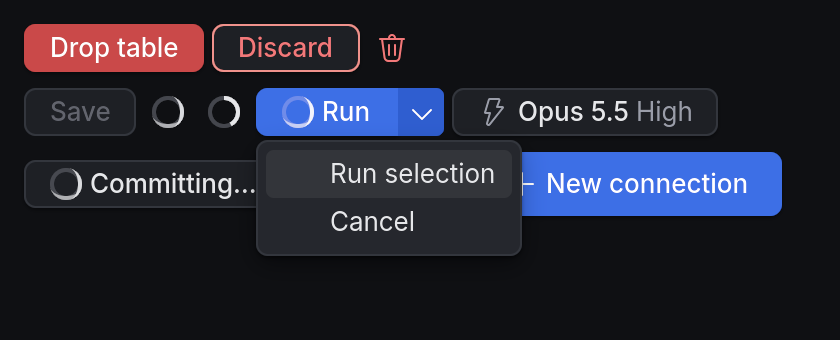 Drop table Discard
Save Run Opus 5.5 High
Committing... New connection
Run selection
Cancel